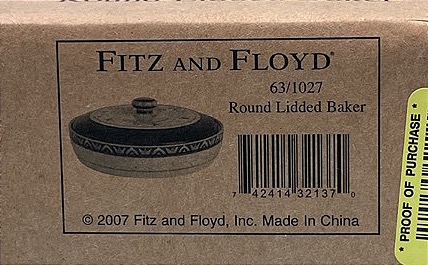 FITZ AND FLOYD®
63/1027
Round Lidded Baker
7 42414 32137 0
© 2007 Fitz and Floyd, Inc. Made In China
* PROOF OF PURCHASE *